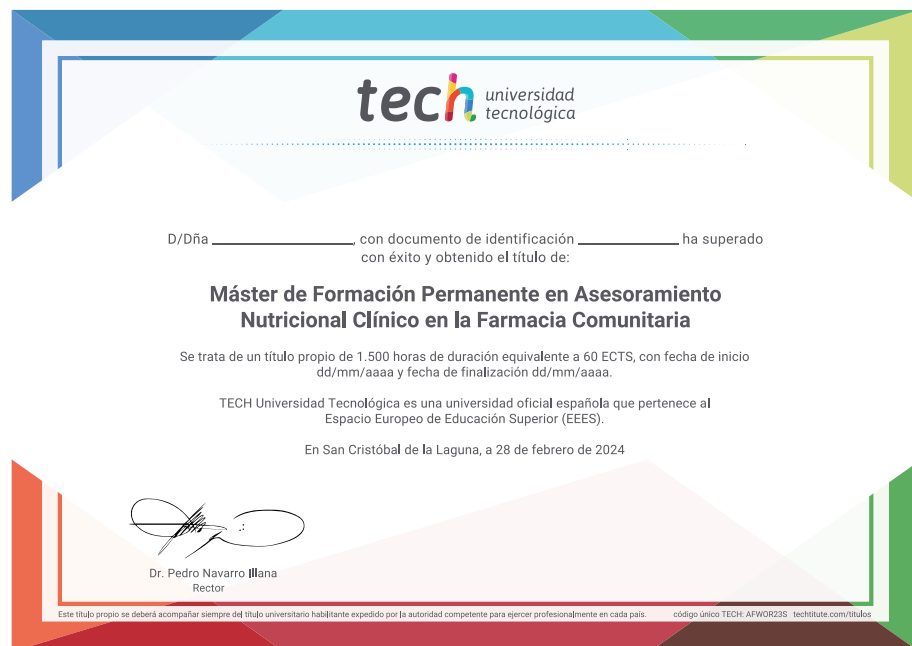 tech universidad
tecnológica
D/Dña ________________, con documento de identificación ____________ ha superado
con éxito y obtenido el título de:
Máster de Formación Permanente en Asesoramiento
Nutricional Clínico en la Farmacia Comunitaria
Se trata de un título propio de 1.500 horas de duración equivalente a 60 ECTS, con fecha de inicio
dd/mm/aaaa y fecha de finalización dd/mm/aaaa.
TECH Universidad Tecnológica es una universidad oficial española que pertenece al
Espacio Europeo de Educación Superior (EEES).
En San Cristóbal de la Laguna, a 28 de febrero de 2024
Dr. Pedro Navarro Illana
Rector
Este título propio se deberá acompañar siempre del título universitario habilitante expedido por la autoridad competente para ejercer profesionalmente en cada país. código único TECH: AFWOR23S techtitute.com/titulos